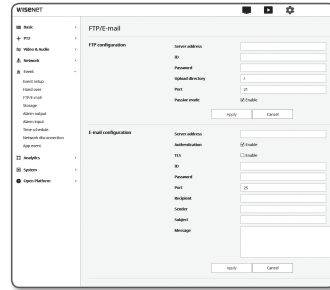 WISENET
Basic
PTZ
Video & Audio
Network
Event
Event setup
Hand over
FTP/E-mail
Storage
Alarm output
Alarm input
Time schedule
Network disconnection
App event
Analytics
System
Open Platform
FTP/E-mail
FTP configuration
Server address
ID
Password
Upload directory /
Port 21
Passive mode Enable
Apply Cancel
E-mail configuration
Server address
Authentication Enable
TLS Enable
ID
Password
Port 25
Recipient
Sender
Subject
Message
Apply Cancel